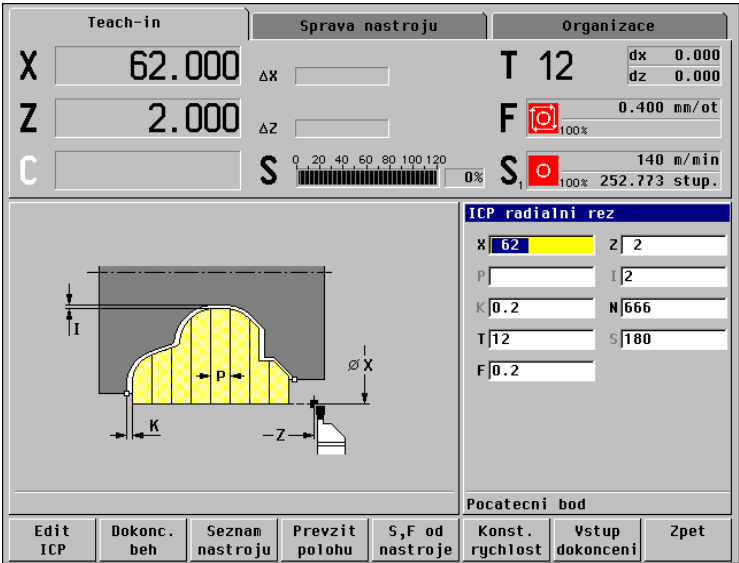 Teach-in
Sprava nastroju
Organizace
X 62.000 ΔX
T 12 dx 0.000
dz 0.000
Z 2.000 ΔZ
F 100% 0.400 mm/ot
C
S 0 20 40 60 80 100 120 0%
S1 100% 140 m/min
252.773 stup.
ICP radialni rez
X 62 Z 2
P I 2
K 0.2 N 666
T 12 S 180
F 0.2
I
P
⌀ X
K
-Z
Pocatecni bod
Edit ICP
Dokonc. beh
Seznam nastroju
Prevzit polohu
S,F od nastroje
Konst. rychlost
Vstup dokonceni
Zpet